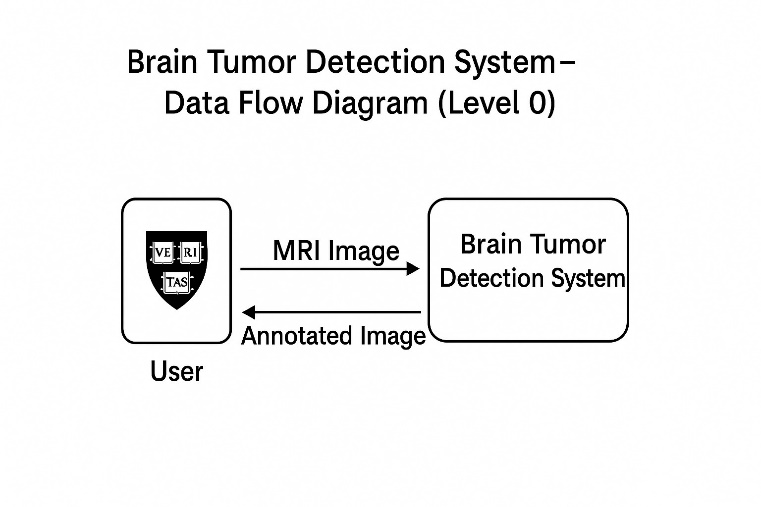 Brain Tumor Detection System–
Data Flow Diagram (Level 0)
VE RI
TAS
User
MRI Image
Annotated Image
Brain Tumor
Detection System